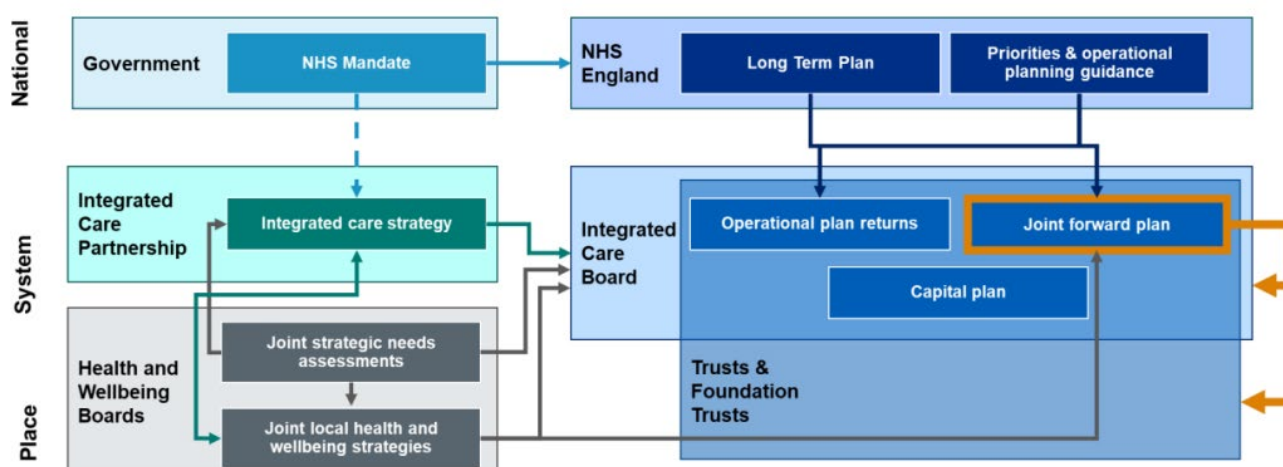 National
Government
NHS Mandate
NHS
England
Long Term Plan
Priorities & operational
planning guidance
System
Integrated
Care
Partnership
Integrated care strategy
Integrated
Care
Board
Operational plan returns
Joint forward plan
Capital plan
Place
Health and
Wellbeing
Boards
Joint strategic needs
assessments
Joint local health and
wellbeing strategies
Trusts &
Foundation
Trusts